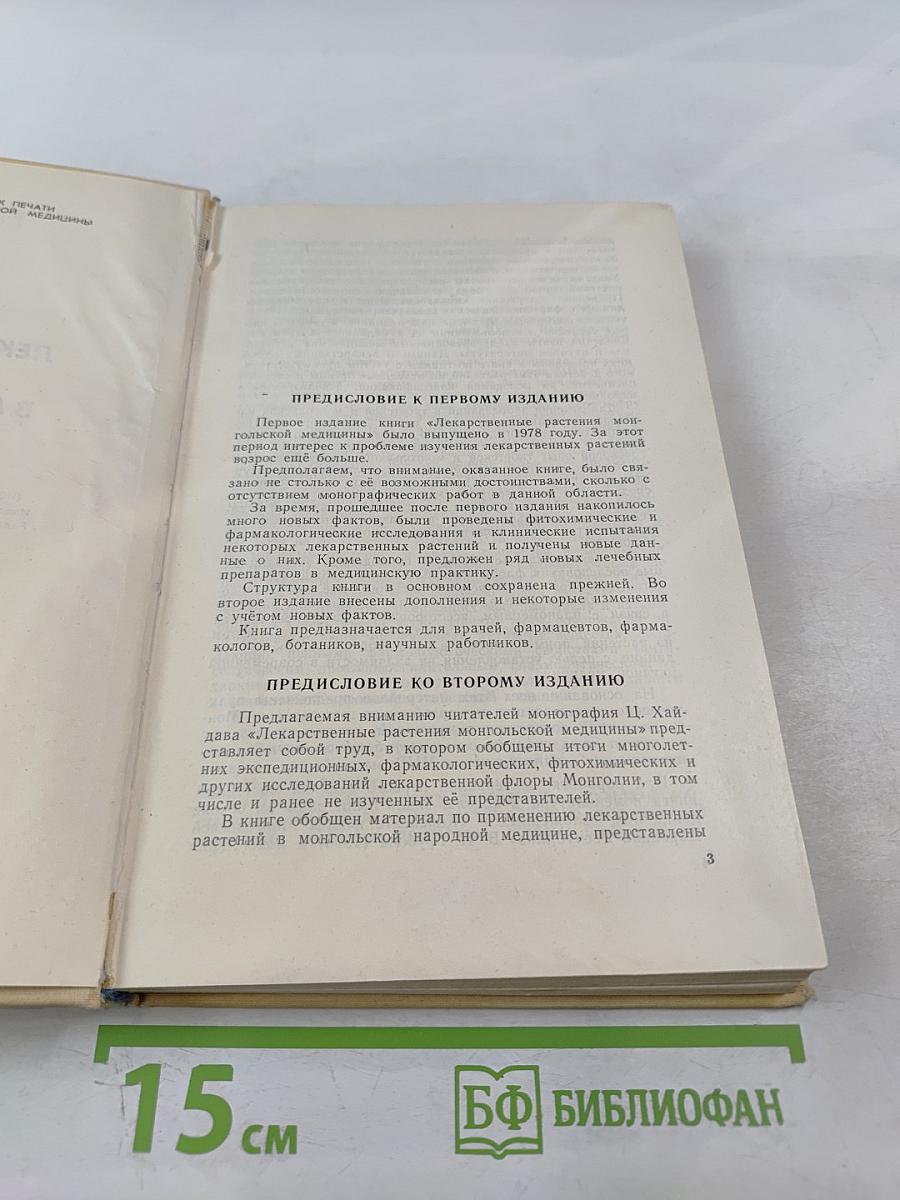 К ПЕЧАТИ
ОЙ МЕДИЦИНЫ
ПРЕДИСЛОВИЕ К ПЕРВОМУ ИЗДАНИЮ
Первое издание книги «Лекарственные растения мон-
гольской медицины» было выпущено в 1978 году. За этот
период интерес к проблеме изучения лекарственных растений
возрос ещё больше.
Предполагаем, что внимание, оказанное книге, было свя-
зано не столько с её возможными достоинствами, сколько с
отсутствием монографических работ в данной области.
За время, прошедшее после первого издания накопилось
много новых фактов, были проведены фитохимические и
фармакологические исследования и клинические испытания
некоторых лекарственных растений и получены новые дан-
ные о них. Кроме того, предложен ряд новых лечебных
препаратов в медицинскую практику.
Структура книги в основном сохранена прежней. Во
второе издание внесены дополнения и некоторые изменения
с учётом новых фактов.
Книга предназначается для врачей, фармацевтов, фарма-
кологов, ботаников, научных работников.
ПРЕДИСЛОВИЕ КО ВТОРОМУ ИЗДАНИЮ
Предлагаемая вниманию читателей монография Ц. Хай-
дава «Лекарственные растения монгольской медицины» пред-
ставляет собой труд, в котором обобщены итоги многолет-
них экспедиционных, фармакологических, фитохимических и
других исследований лекарственной флоры Монголии, в том
числе и ранее не изученных её представителей.
В книге обобщен материал по применению лекарственных
растений в монгольской народной медицине, представлены
3
15 см
БФ БИБЛИОФАН